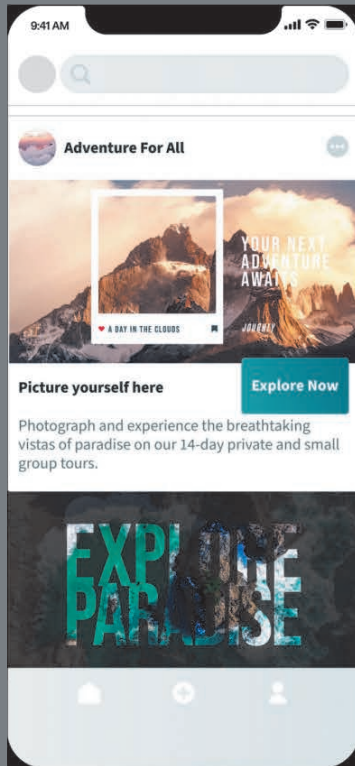 9:41 AM
Adventure For All
YOUR NEXT
ADVENTURE
AWAITS
A DAY IN THE CLOUDS
JOURNEY
Picture yourself here
Explore Now
Photograph and experience the breathtaking
vistas of paradise on our 14-day private and small
group tours.
EXPLORE
PARADISE